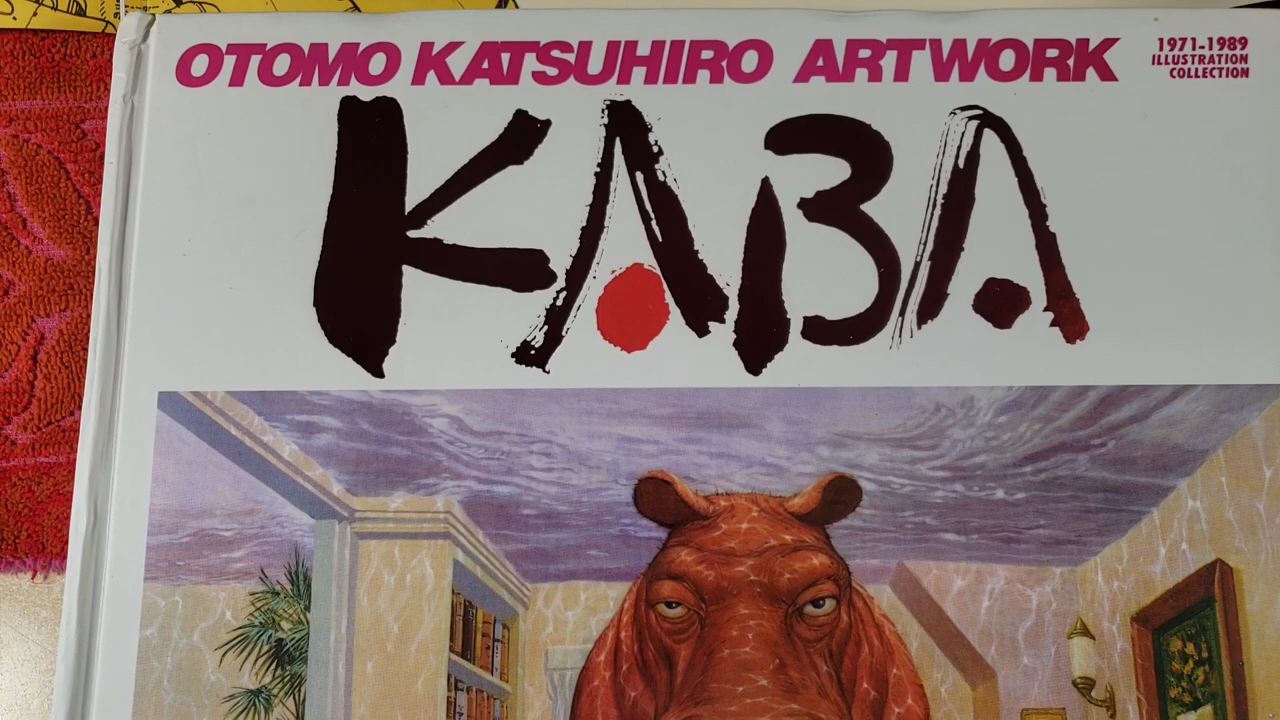 OTOMO KATSUHIRO ARTWORK
1971-1989
ILLUSTRATION
COLLECTION
KABA